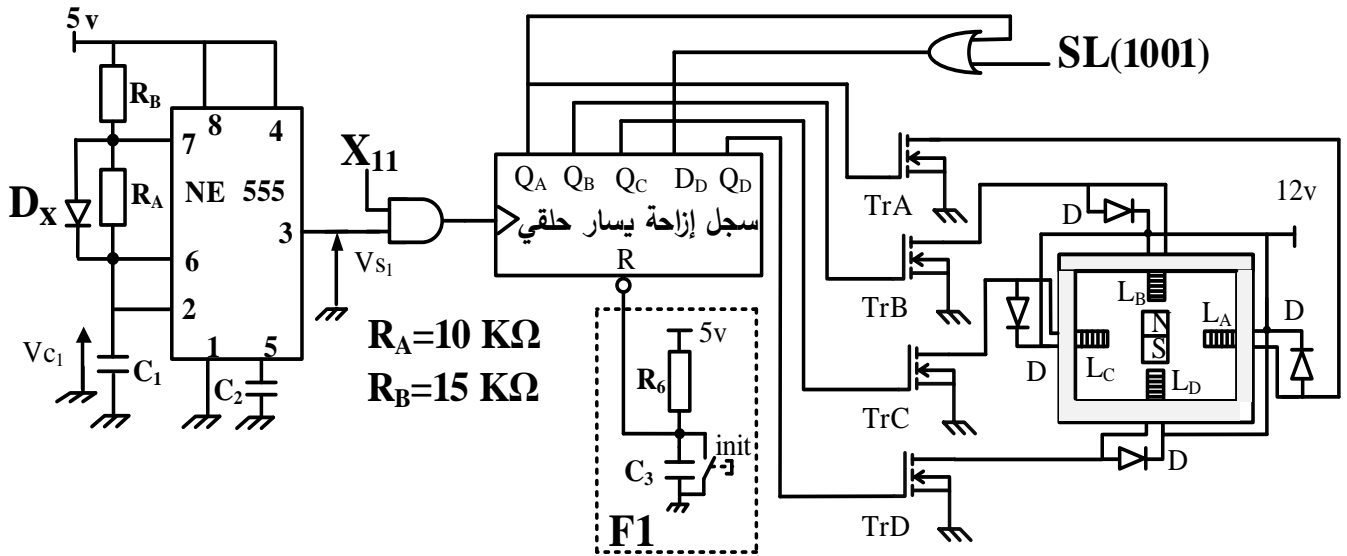 5 v
R_B
8
4
7
D_X
R_A
NE 555
3
6
2
1
5
V_C1
C_1
C_2
V_S1
X_11
R_A=10 KΩ
R_B=15 KΩ
Q_A Q_B Q_C D_D Q_D
سجل إزاحة يسار حلقي
R
5v
R_6
C_3
init
F1
SL(1001)
TrA
TrB
TrC
TrD
12v
D
L_B
L_A
D
N
S
D
L_C
L_D
D